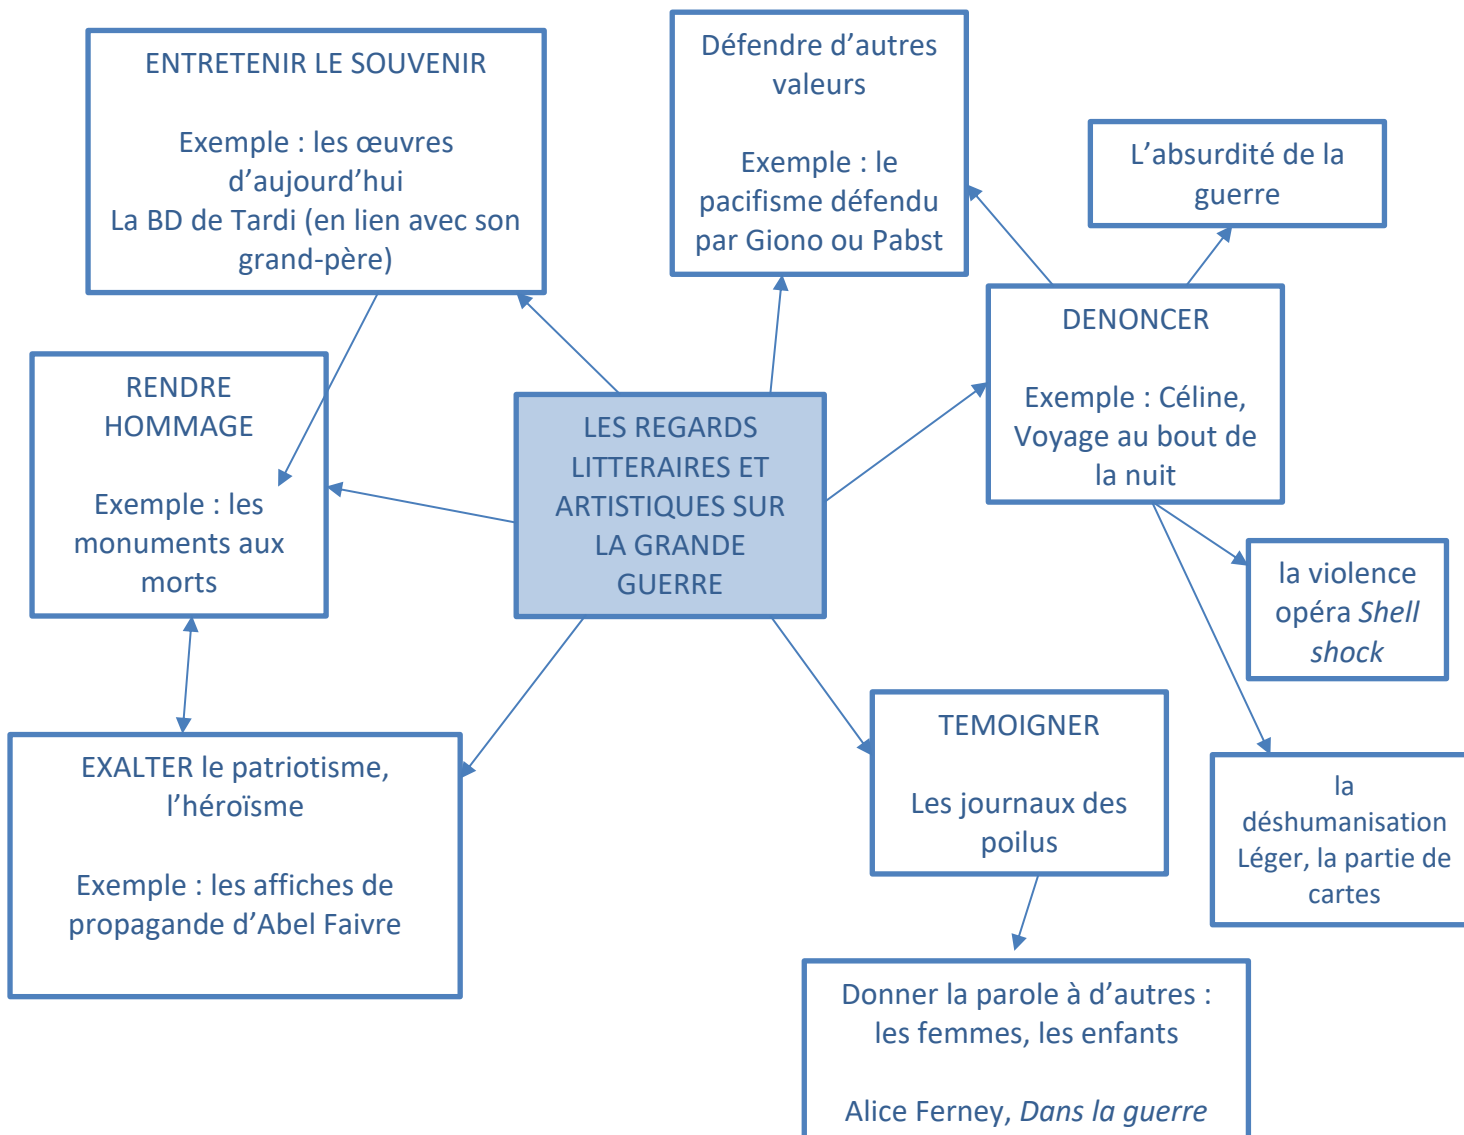 ENTRETENIR LE SOUVENIR
Exemple : les œuvres
d’aujourd’hui
La BD de Tardi (en lien avec son
grand-père)
Défendre d’autres
valeurs
Exemple : le
pacifisme défendu
par Giono ou Pabst
L’absurdité de la
guerre
DENONCER
Exemple : Céline,
Voyage au bout de
la nuit
RENDRE
HOMMAGE
Exemple : les
monuments aux
morts
LES REGARDS
LITTERAIRES ET
ARTISTIQUES SUR
LA GRANDE
GUERRE
la violence
opéra Shell
shock
TEMOIGNER
Les journaux des
poilus
EXALTER le patriotisme,
l’héroïsme
Exemple : les affiches de
propagande d’Abel Faivre
la
déshumanisation
Léger, la partie de
cartes
Donner la parole à d’autres :
les femmes, les enfants
Alice Ferney, Dans la guerre